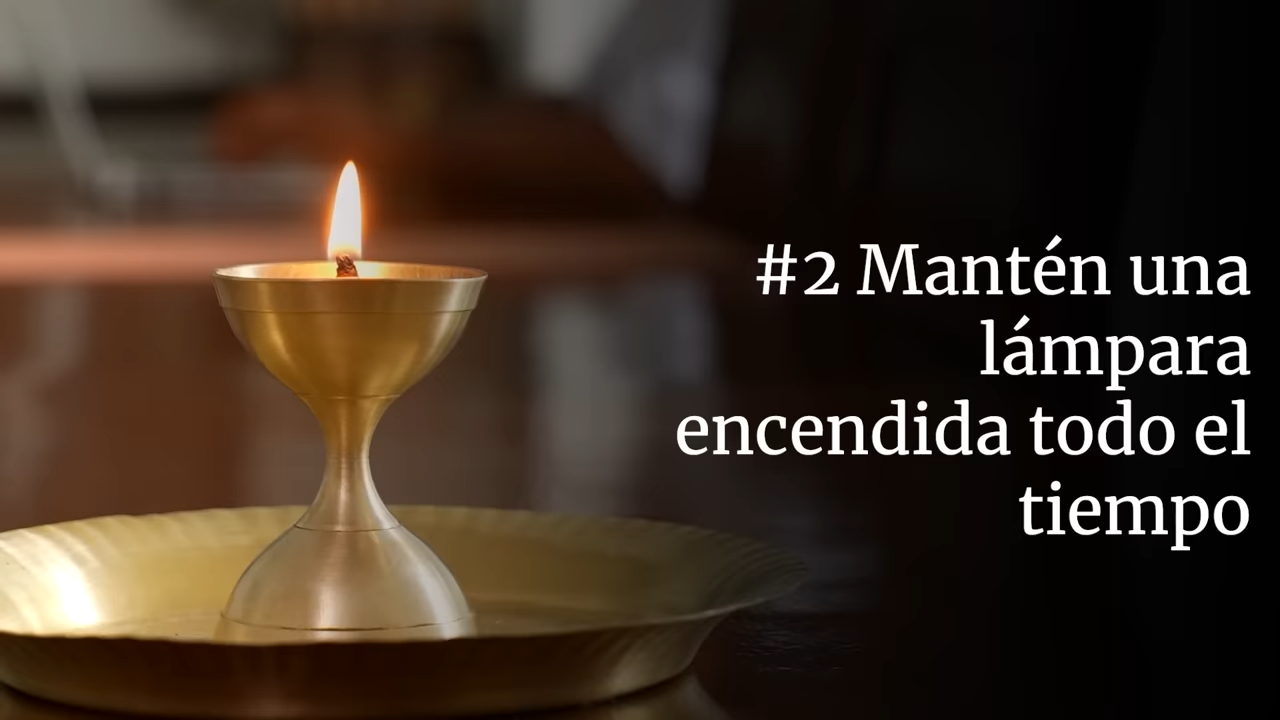 #2 Mantén una
lámpara
encendida todo el
tiempo